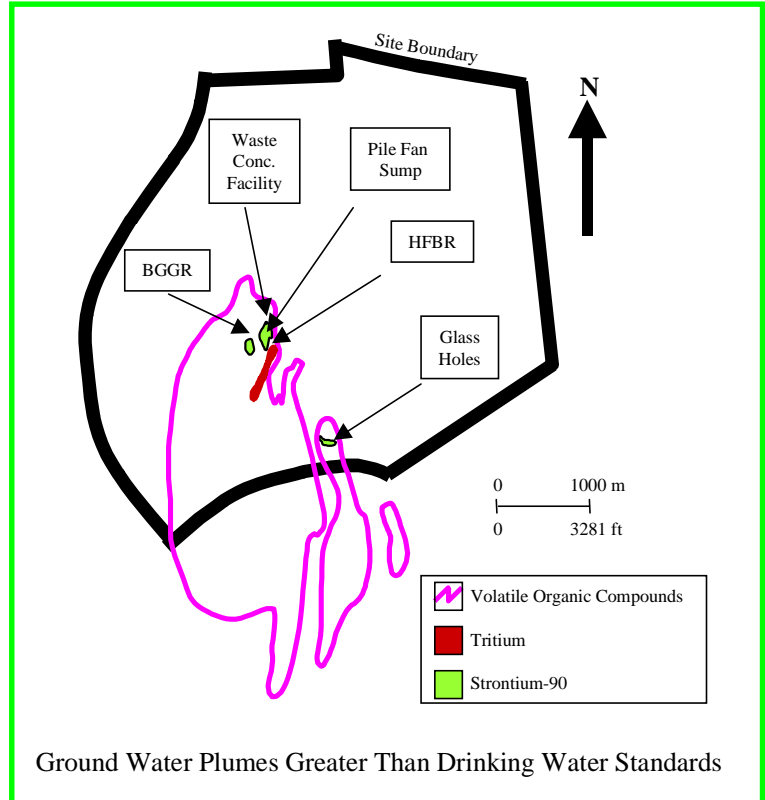 Site Boundary
N
Waste
Conc.
Facility
Pile Fan
Sump
HFBR
BGGR
Glass
Holes
0 1000 m
0 3281 ft
Volatile Organic Compounds
Tritium
Strontium-90
Ground Water Plumes Greater Than Drinking Water Standards